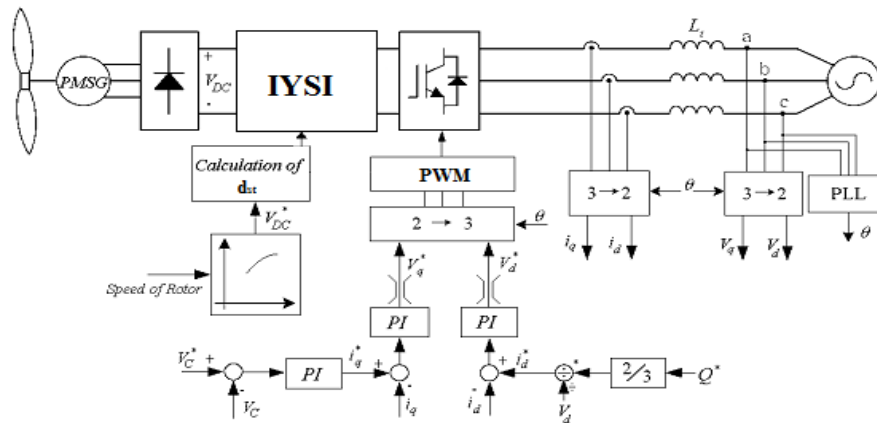 L_i
a
b
c
PMSG
+
V_DC
-
IYSI
Calculation of
d_st
V_DC^*
Speed of Rotor
PWM
2 → 3
θ
V_q^*
V_d^*
PI
PI
3 → 2
θ
3 → 2
PLL
i_q
i_d
V_q
V_d
θ
V_C^*
+
-
V_C
PI
i_q^*
+
-
i_q
+
-
i_d
i_d^*
÷
*
÷
V_d
2/3
Q^*